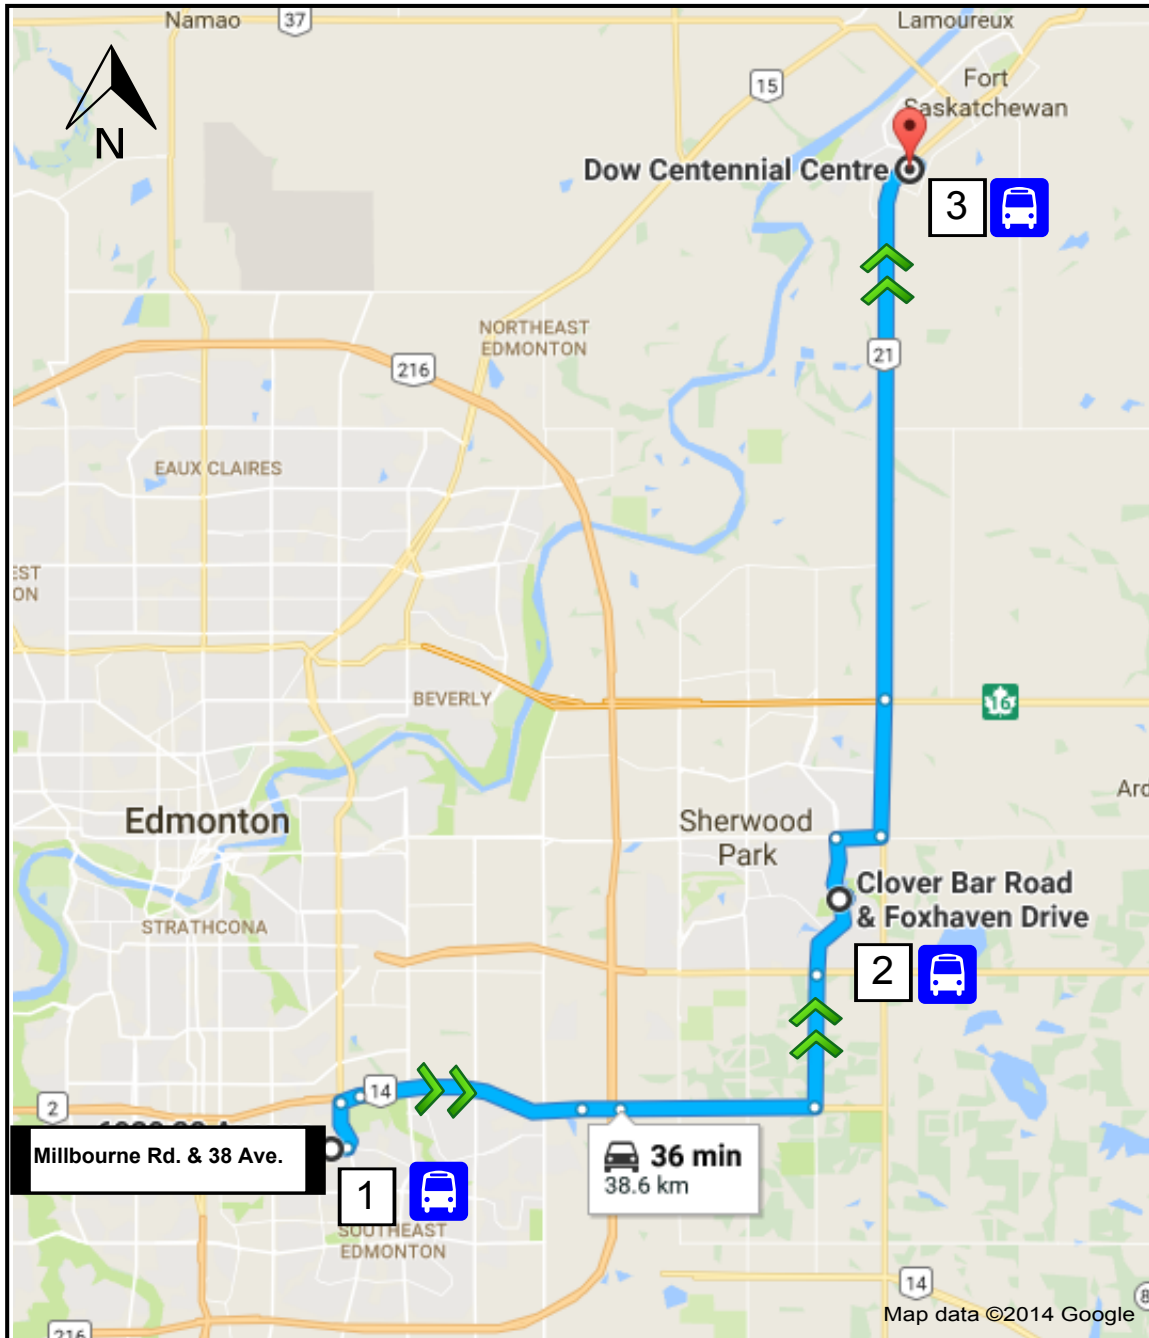 Namao
37
Lamoureux
N
15
Fort
Saskatchewan
Dow Centennial Centre
3
NORTHEAST
EDMONTON
21
216
EAUX CLAIRES
EST
ON
BEVERLY
16
Ard
Edmonton
Sherwood
Park
Clover Bar Road
& Foxhaven Drive
STRATHCONA
2
14
2
Millbourne Rd. & 38 Ave.
36 min
38.6 km
1
SOUTHEAST
EDMONTON
14
8
Map data ©2014 Google
216